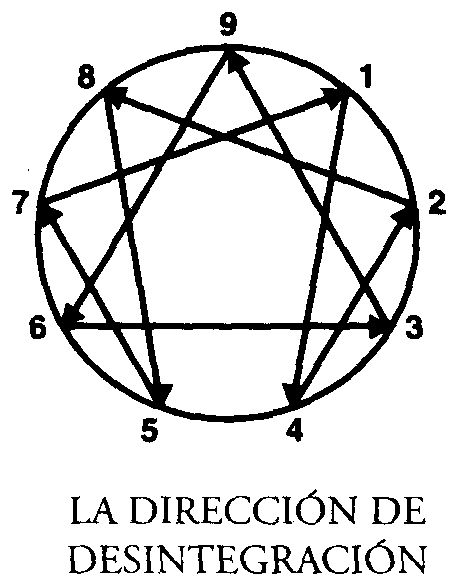 9
8 1
7 2
6 3
5 4
LA DIRECCIÓN DE
DESINTEGRACIÓN